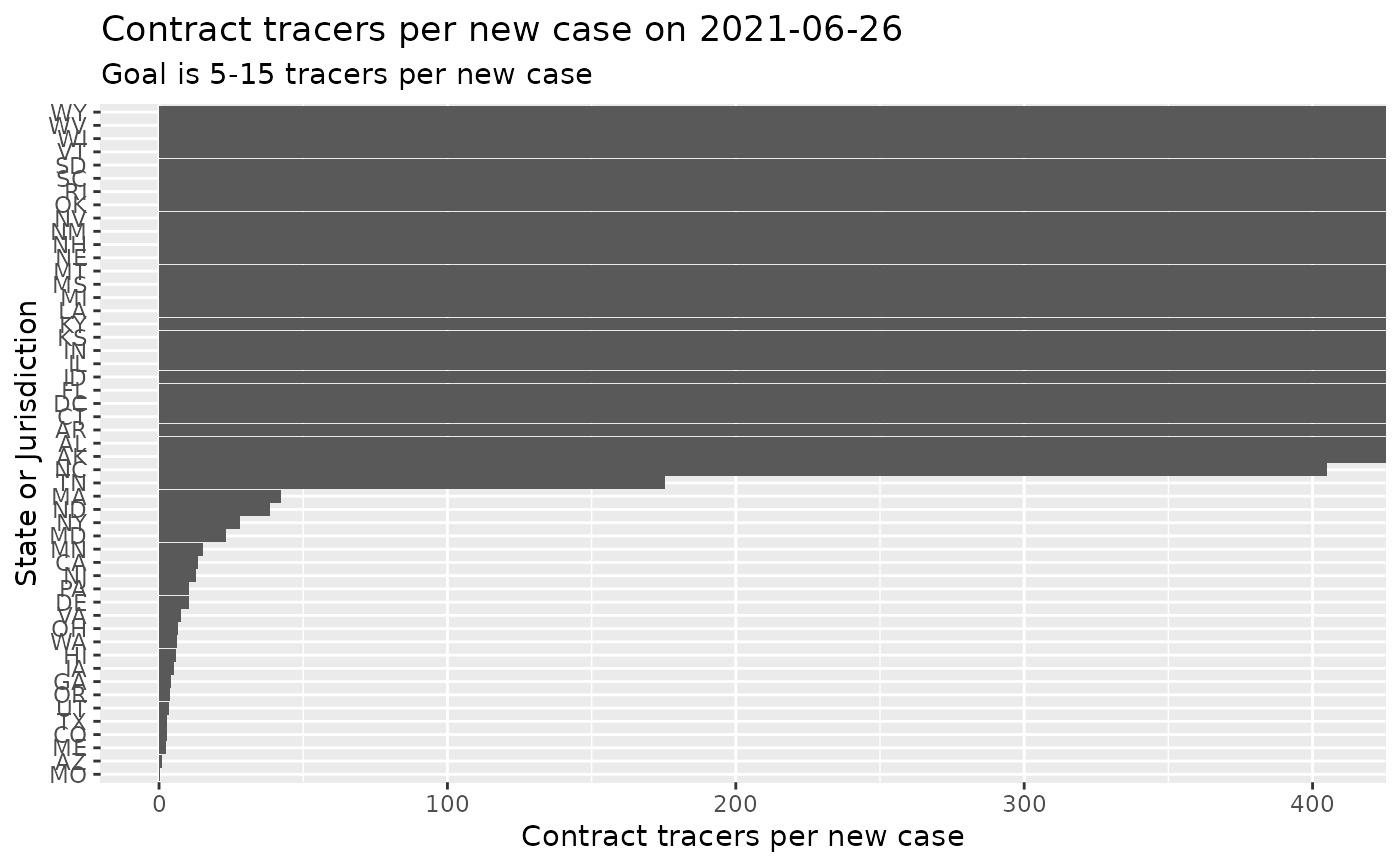 Contract tracers per new case on 2021-06-26
Goal is 5-15 tracers per new case
State or Jurisdiction
WY
WV
WI
VT
SD
SC
RI
OK
NV
NM
NH
NE
MT
MS
MI
LA
KY
KS
IN
IL
ID
FL
DC
CT
AR
AL
AK
NC
TN
MA
ND
NY
MD
MN
CA
NJ
PA
DE
VA
OH
WA
HI
IA
GA
OR
UT
TX
CO
ME
AZ
MO
0 100 200 300 400
Contract tracers per new case